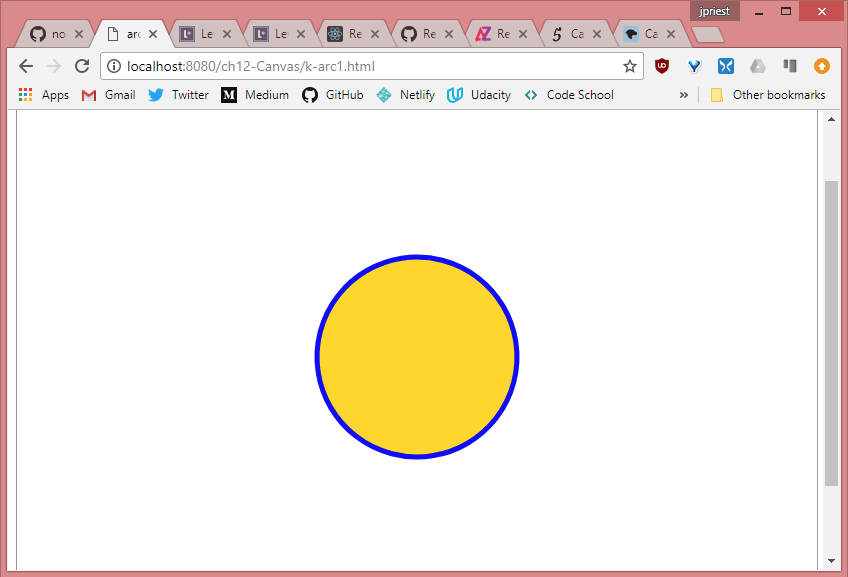 jpriest
no arc Le Le Re Re Re Ca Ca
localhost:8080/ch12-Canvas/k-arc1.html
Apps Gmail Twitter M Medium GitHub Netlify Udacity <> Code School » Other bookmarks